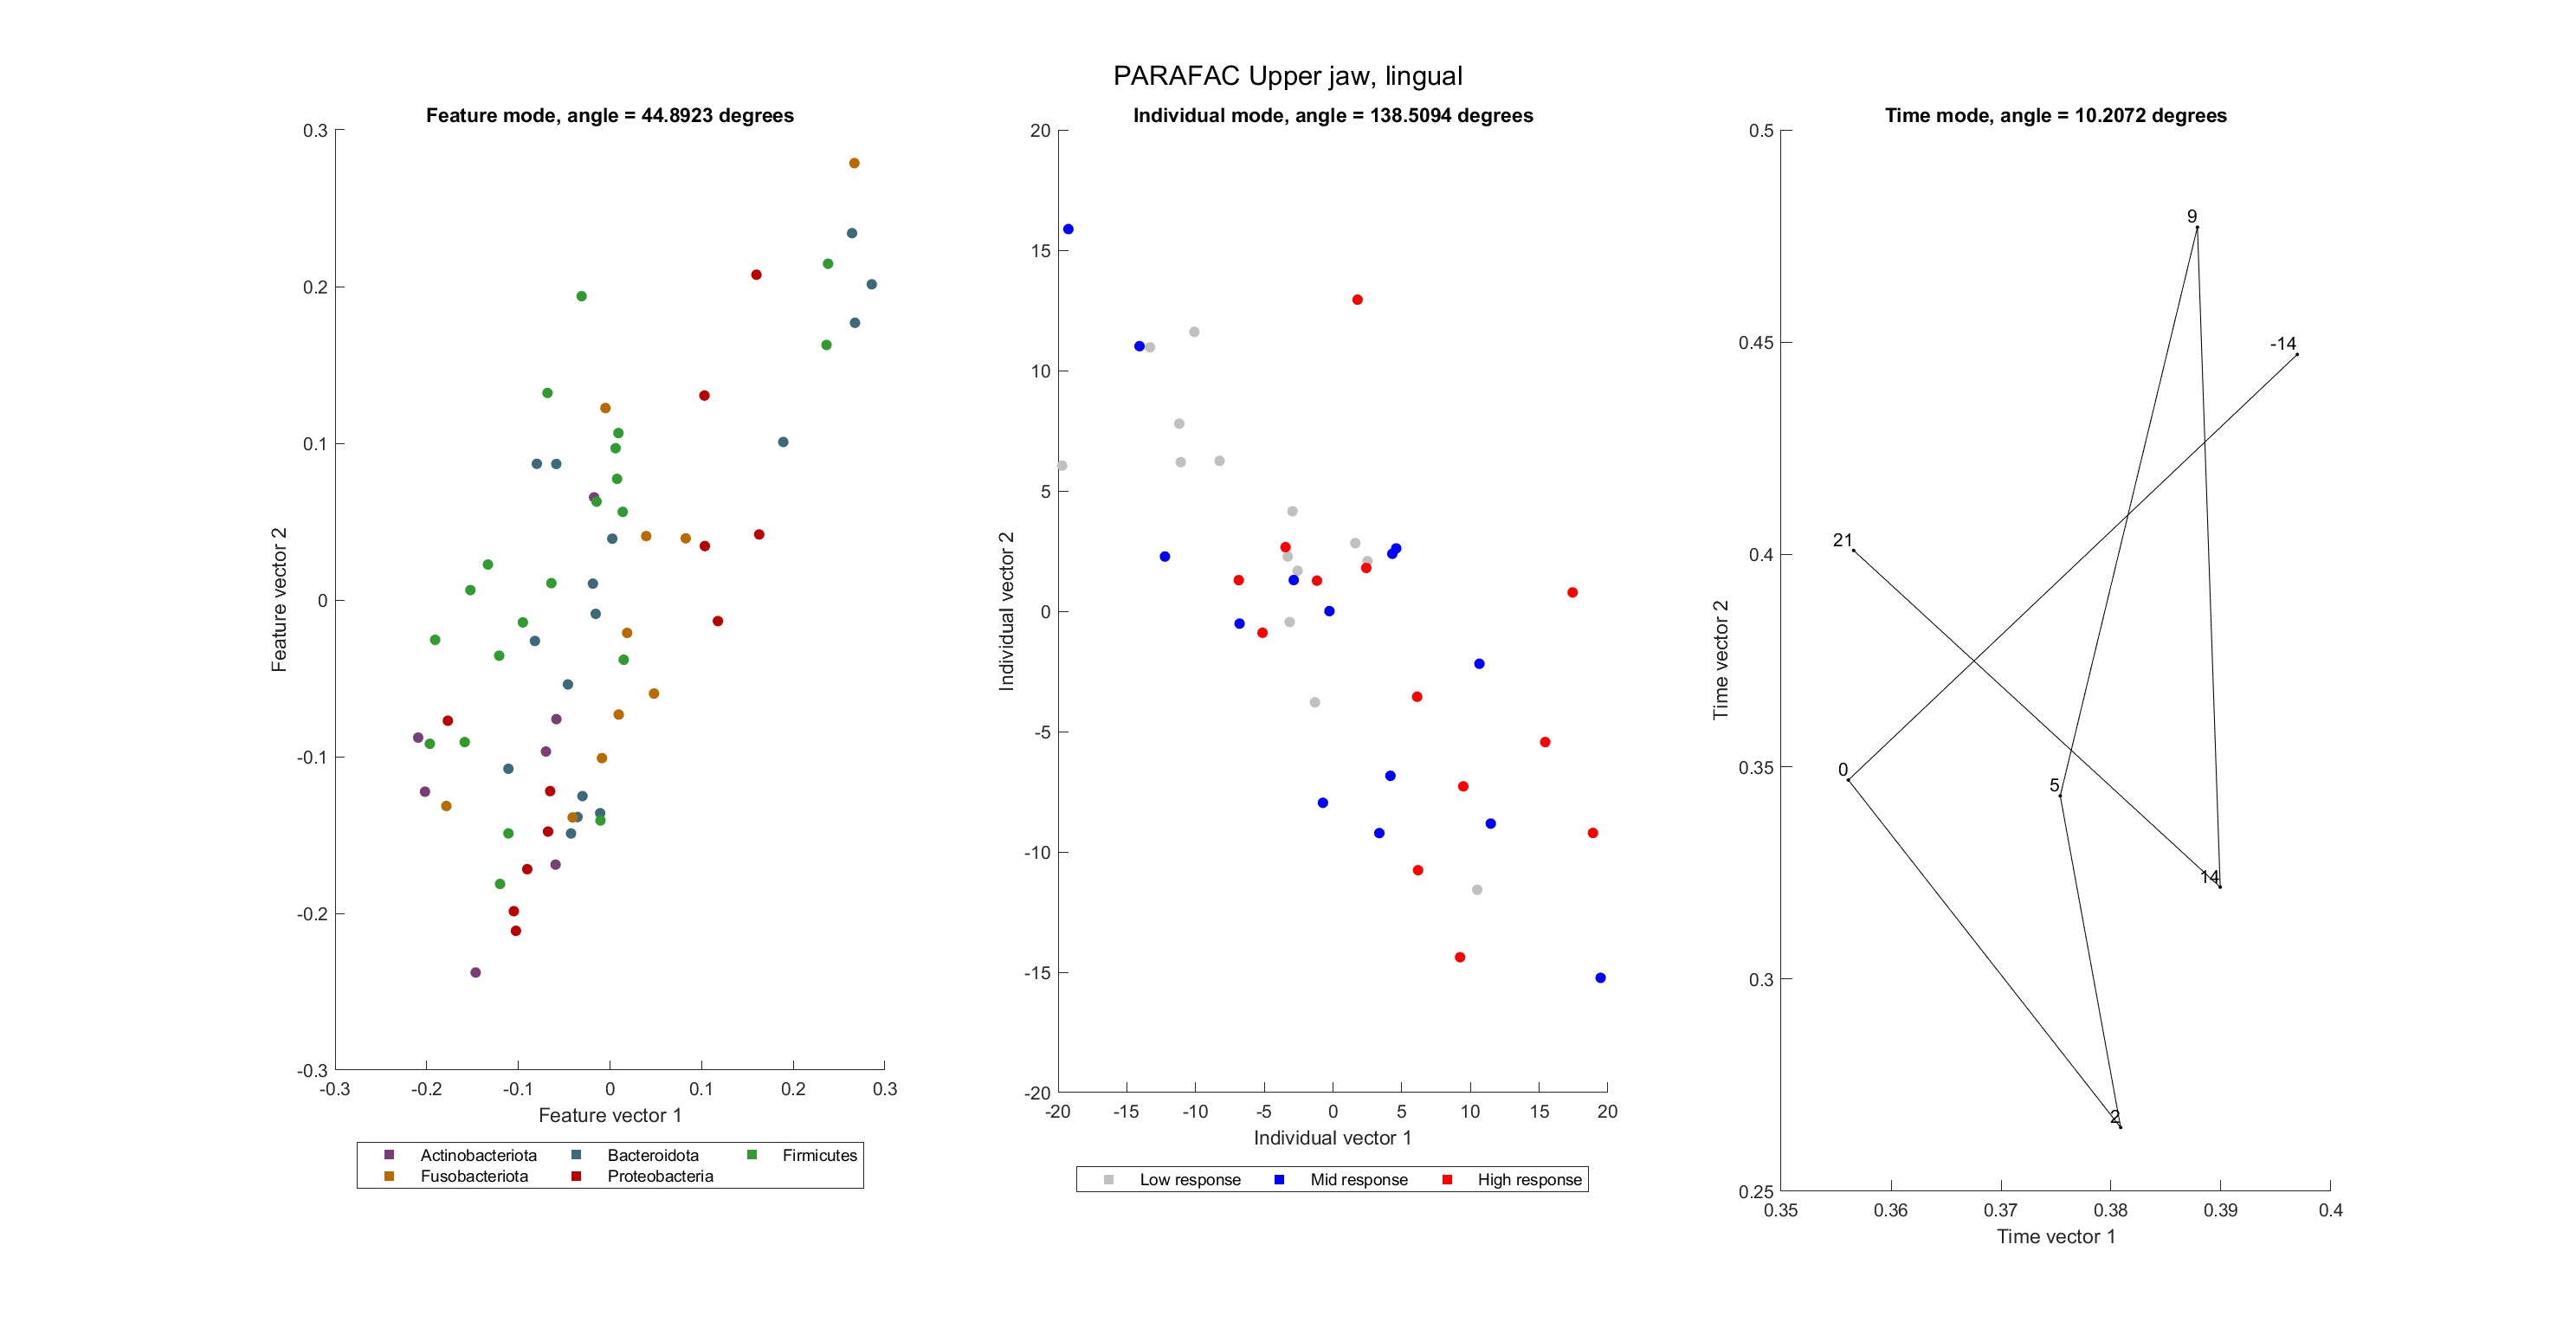 PARAFAC Upper jaw, lingual
Feature mode, angle = 44.8923 degrees
0.3
0.2
0.1
0
-0.1
-0.2
-0.3
Feature vector 2
-0.3 -0.2 -0.1 0 0.1 0.2 0.3
Feature vector 1
Actinobacteriota Bacteroidota Firmicutes
Fusobacteriota Proteobacteria
Individual mode, angle = 138.5094 degrees
20
15
10
5
0
-5
-10
-15
-20
Individual vector 2
-20 -15 -10 -5 0 5 10 15 20
Individual vector 1
Low response Mid response High response
Time mode, angle = 10.2072 degrees
0.5
0.45
0.4
0.35
0.3
0.25
Time vector 2
9
-14
21
0
5
14
2
0.35 0.36 0.37 0.38 0.39 0.4
Time vector 1